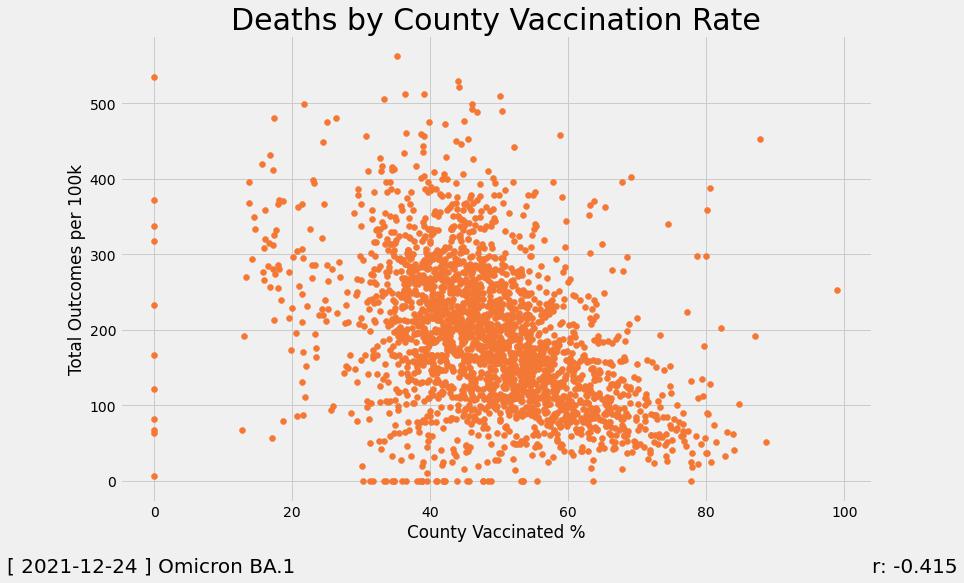 Deaths by County Vaccination Rate
Total Outcomes per 100k
500
400
300
200
100
0
0 20 40 60 80 100
County Vaccinated %
[ 2021-12-24 ] Omicron BA.1 r: -0.415